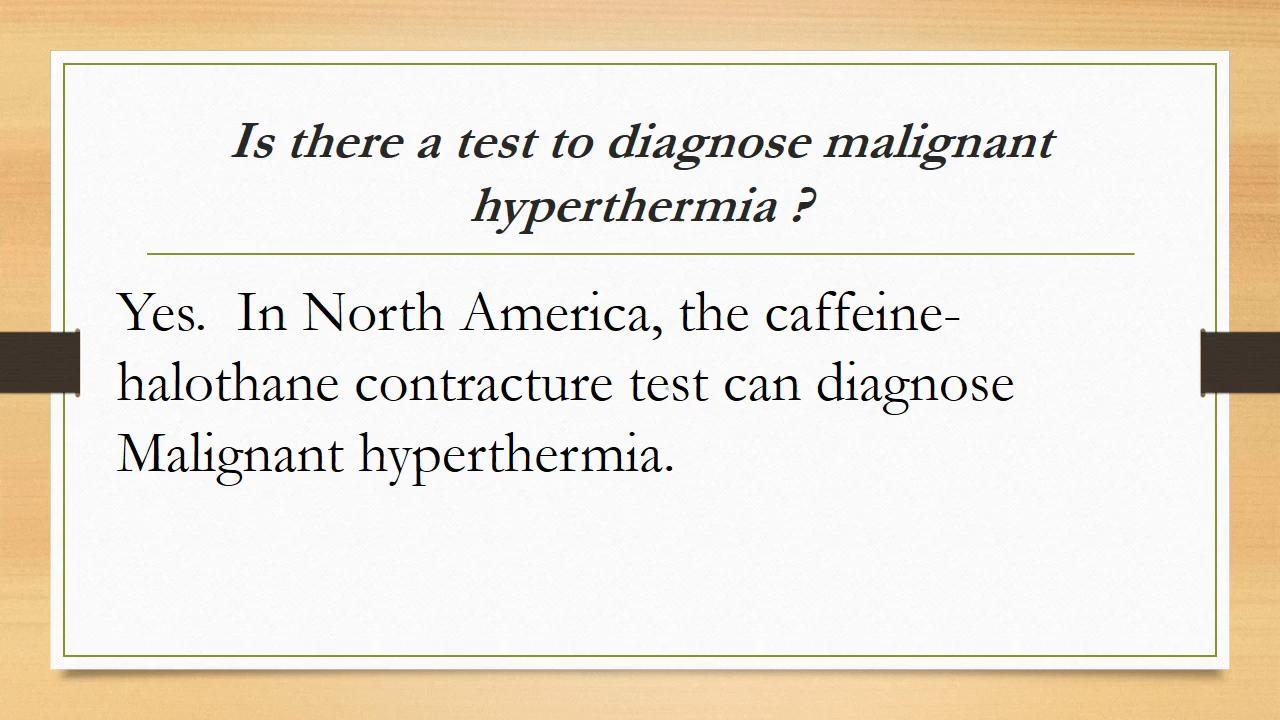 Is there a test to diagnose malignant
hyperthermia ?
Yes.  In North America, the caffeine-
halothane contracture test can diagnose
Malignant hyperthermia.